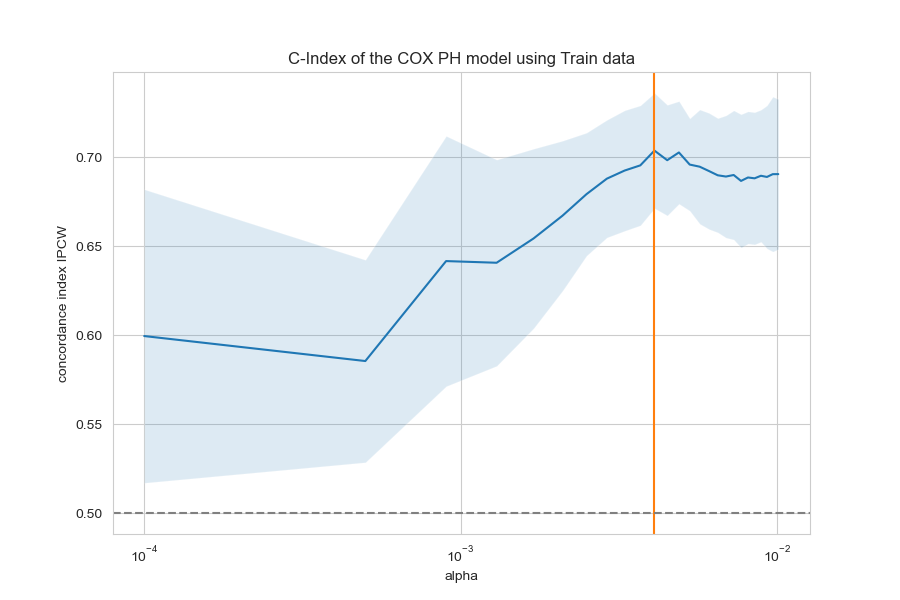 C-Index of the COX PH model using Train data
concordance index IPCW
0.70
0.65
0.60
0.55
0.50
10⁻⁴ 10⁻³ 10⁻²
alpha